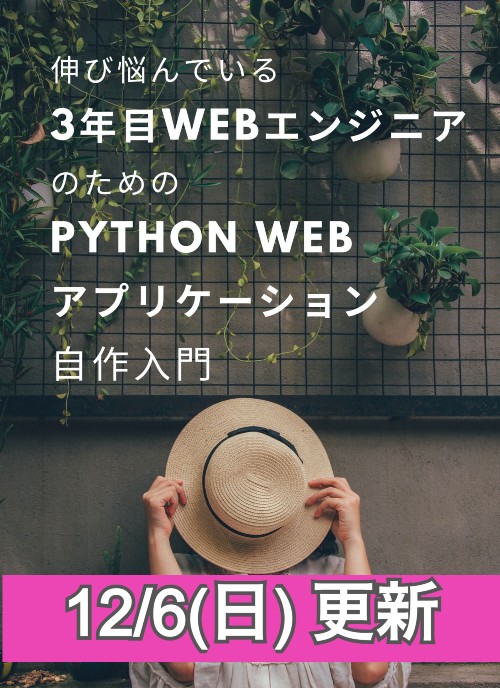 伸び悩んでいる
3年目WEBエンジニア
のための
PYTHON WEB
アプリケーション
自作入門
12/6(日) 更新